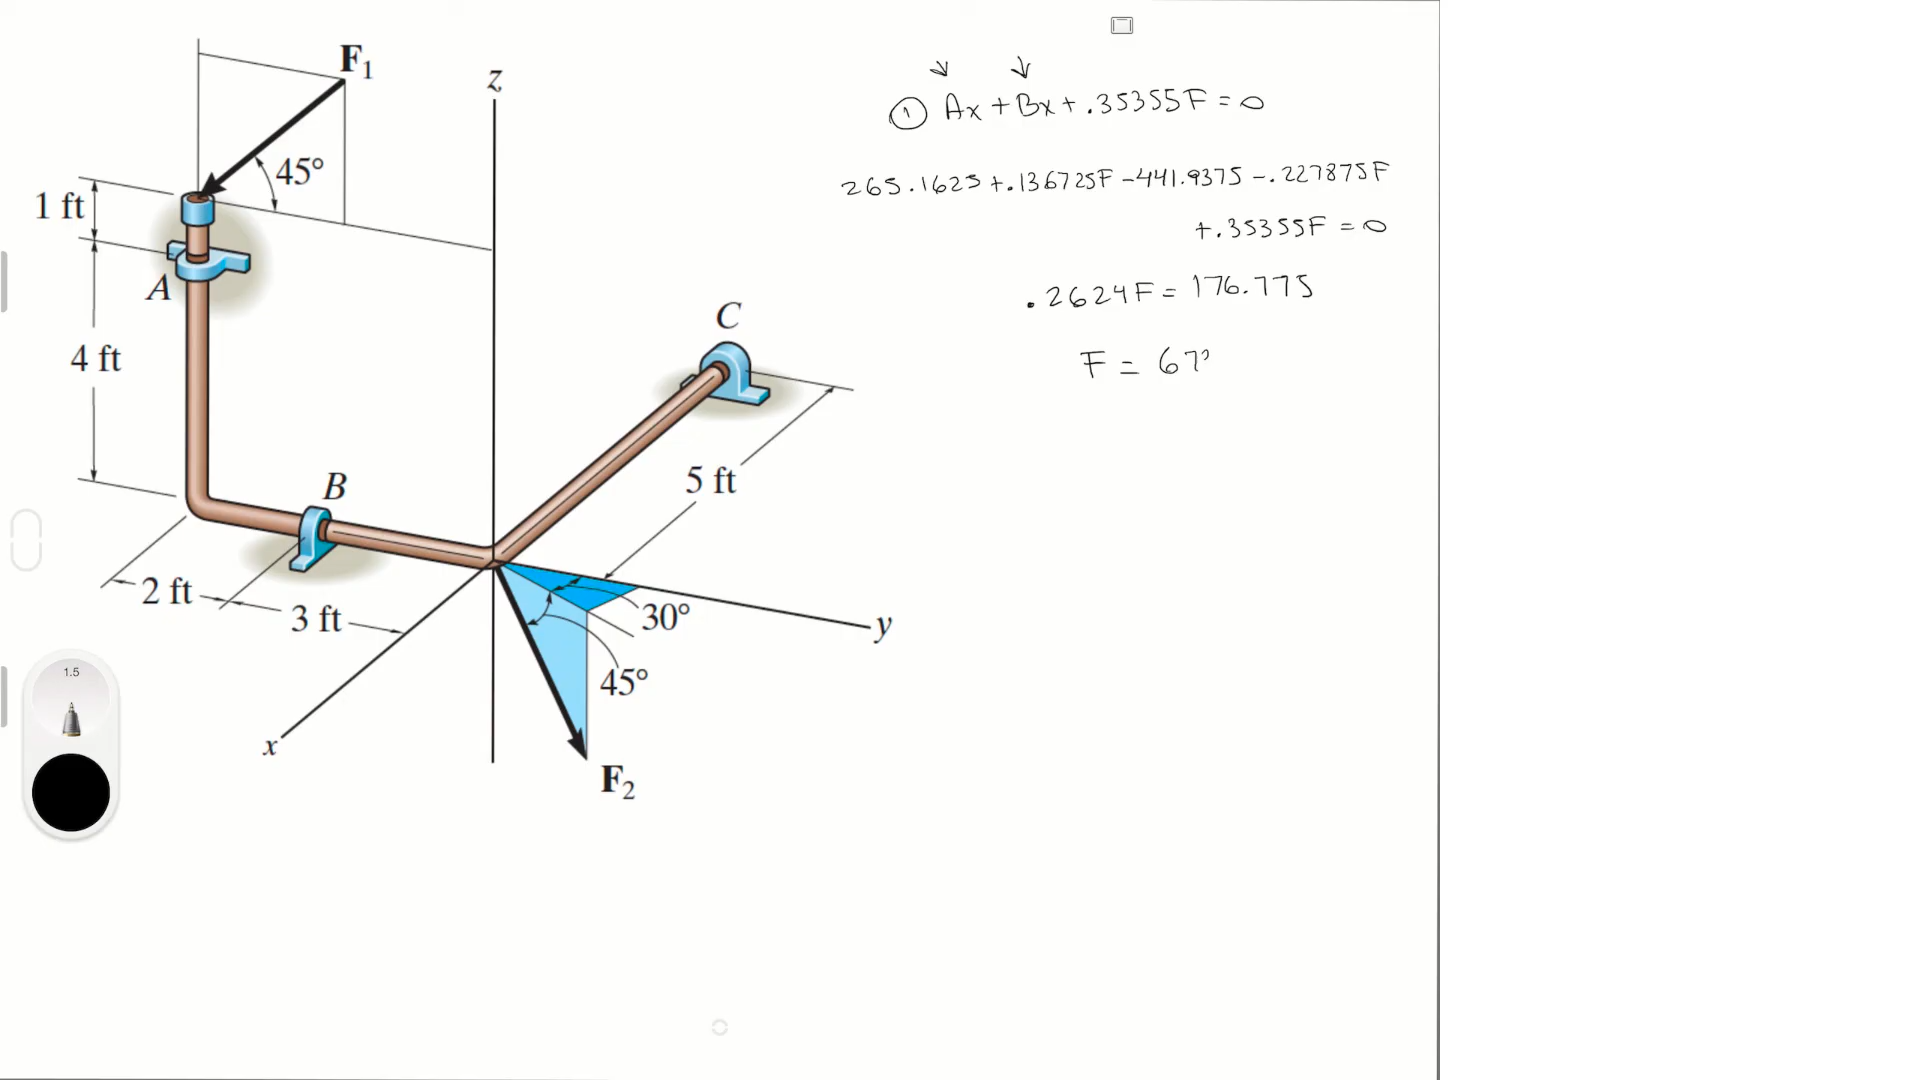 F₁
z
45°
1 ft
A
4 ft
C
B
5 ft
2 ft
3 ft
30°
y
45°
x
F₂
1.5
① Ax + Bx + .35355F = 0
265.1625 + .136725F - 441.9375 - .227875F
+ .35355F = 0
.2624F = 176.775
F = 67